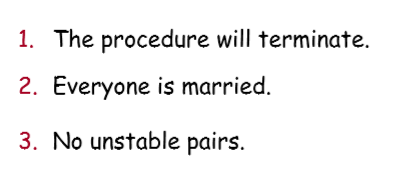 1. The procedure will terminate.
2. Everyone is married.
3. No unstable pairs.